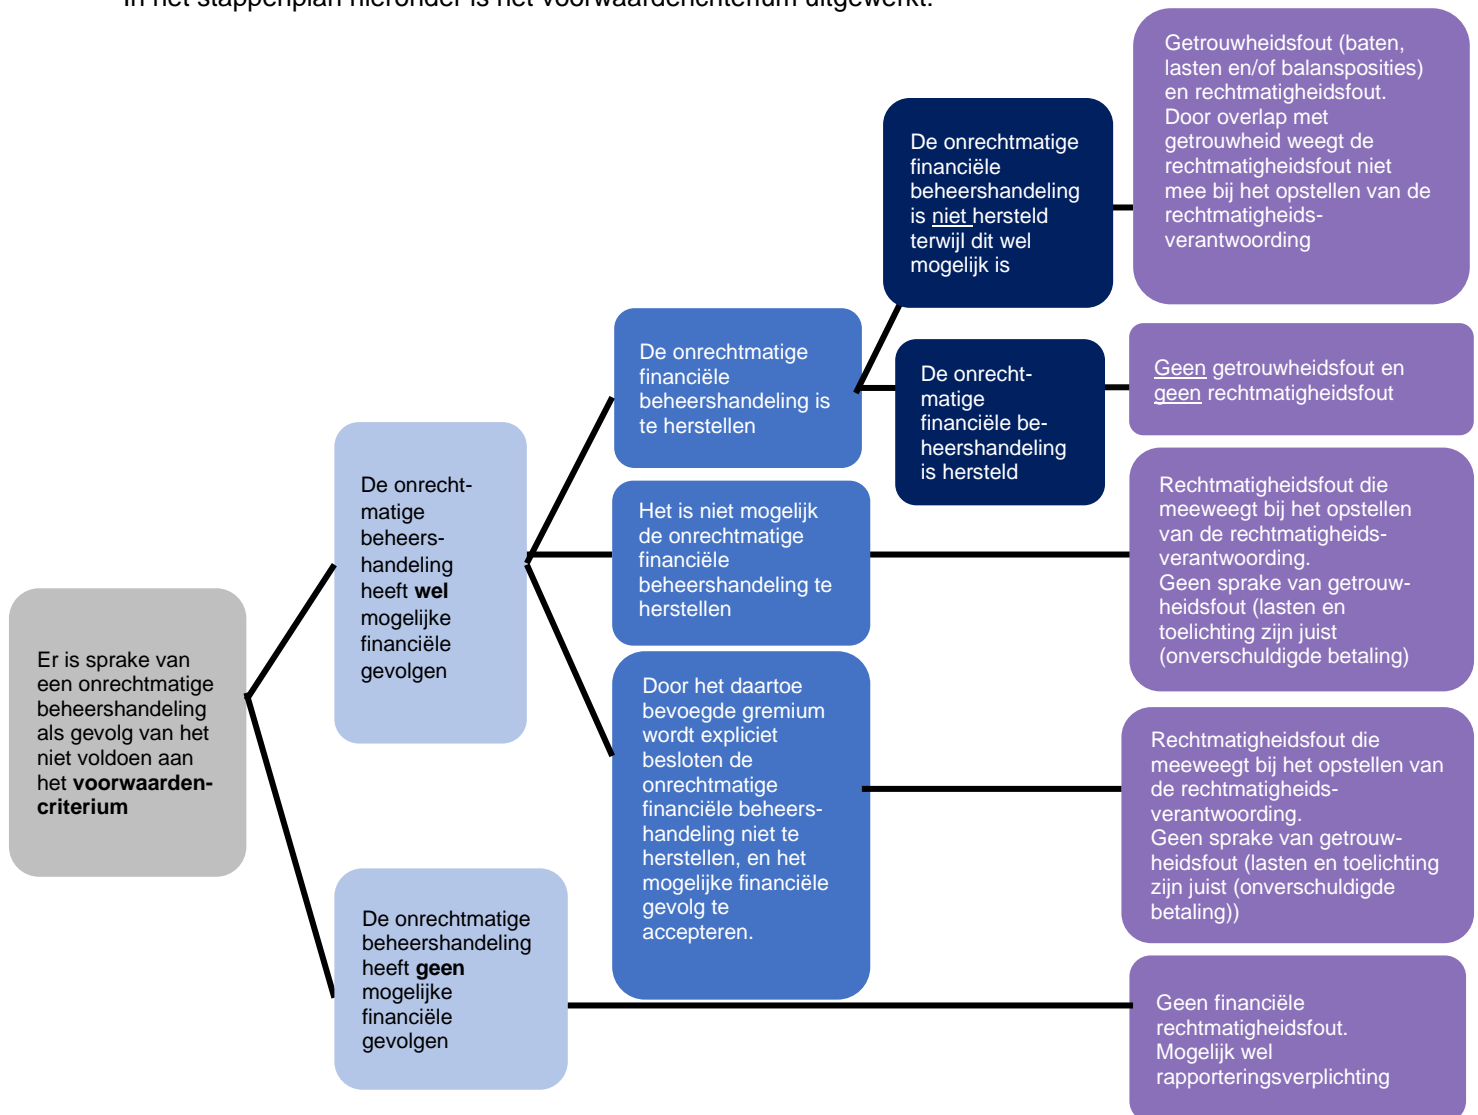 In het stappenplan hieronder is het voorwaardencriterium uitgewerkt.
Er is sprake van
een onrechtmatige
beheershandeling
als gevolg van het
niet voldoen aan
het voorwaarden-
criterium
De onrecht-
matige
beheers-
handeling
heeft wel
mogelijke
financiële
gevolgen
De onrechtmatige
financiële
beheershandeling is
te herstellen
De onrechtmatige
financiële
beheershandeling
is niet hersteld
terwijl dit wel
mogelijk is
Getrouwheidsfout (baten,
lasten en/of balansposities)
en rechtmatigheidsfout.
Door overlap met
getrouwheid weegt de
rechtmatigheidsfout niet
mee bij het opstellen van de
rechtmatigheids-
verantwoording
De onrecht-
matige
financiële be-
heershandeling
is hersteld
Geen getrouwheidsfout en
geen rechtmatigheidsfout
Het is niet mogelijk
de onrechtmatige
financiële
beheershandeling te
herstellen
Rechtmatigheidsfout die
meeweegt bij het opstellen
van de rechtmatigheids-
verantwoording.
Geen sprake van getrouw-
heidsfout (lasten en
toelichting zijn juist
(onverschuldigde betaling)
Door het daartoe
bevoegde gremium
wordt expliciet
besloten de
onrechtmatige
financiële beheers-
handeling niet te
herstellen, en het
mogelijke financiële
gevolg te
accepteren.
Rechtmatigheidsfout die
meeweegt bij het opstellen van
de rechtmatigheids-
verantwoording.
Geen sprake van getrouw-
heidsfout (lasten en toelichting
zijn juist (onverschuldigde
betaling))
De onrechtmatige
beheershandeling
heeft geen
mogelijke
financiële
gevolgen
Geen financiële
rechtmatigheidsfout.
Mogelijk wel
rapporteringsverplichting